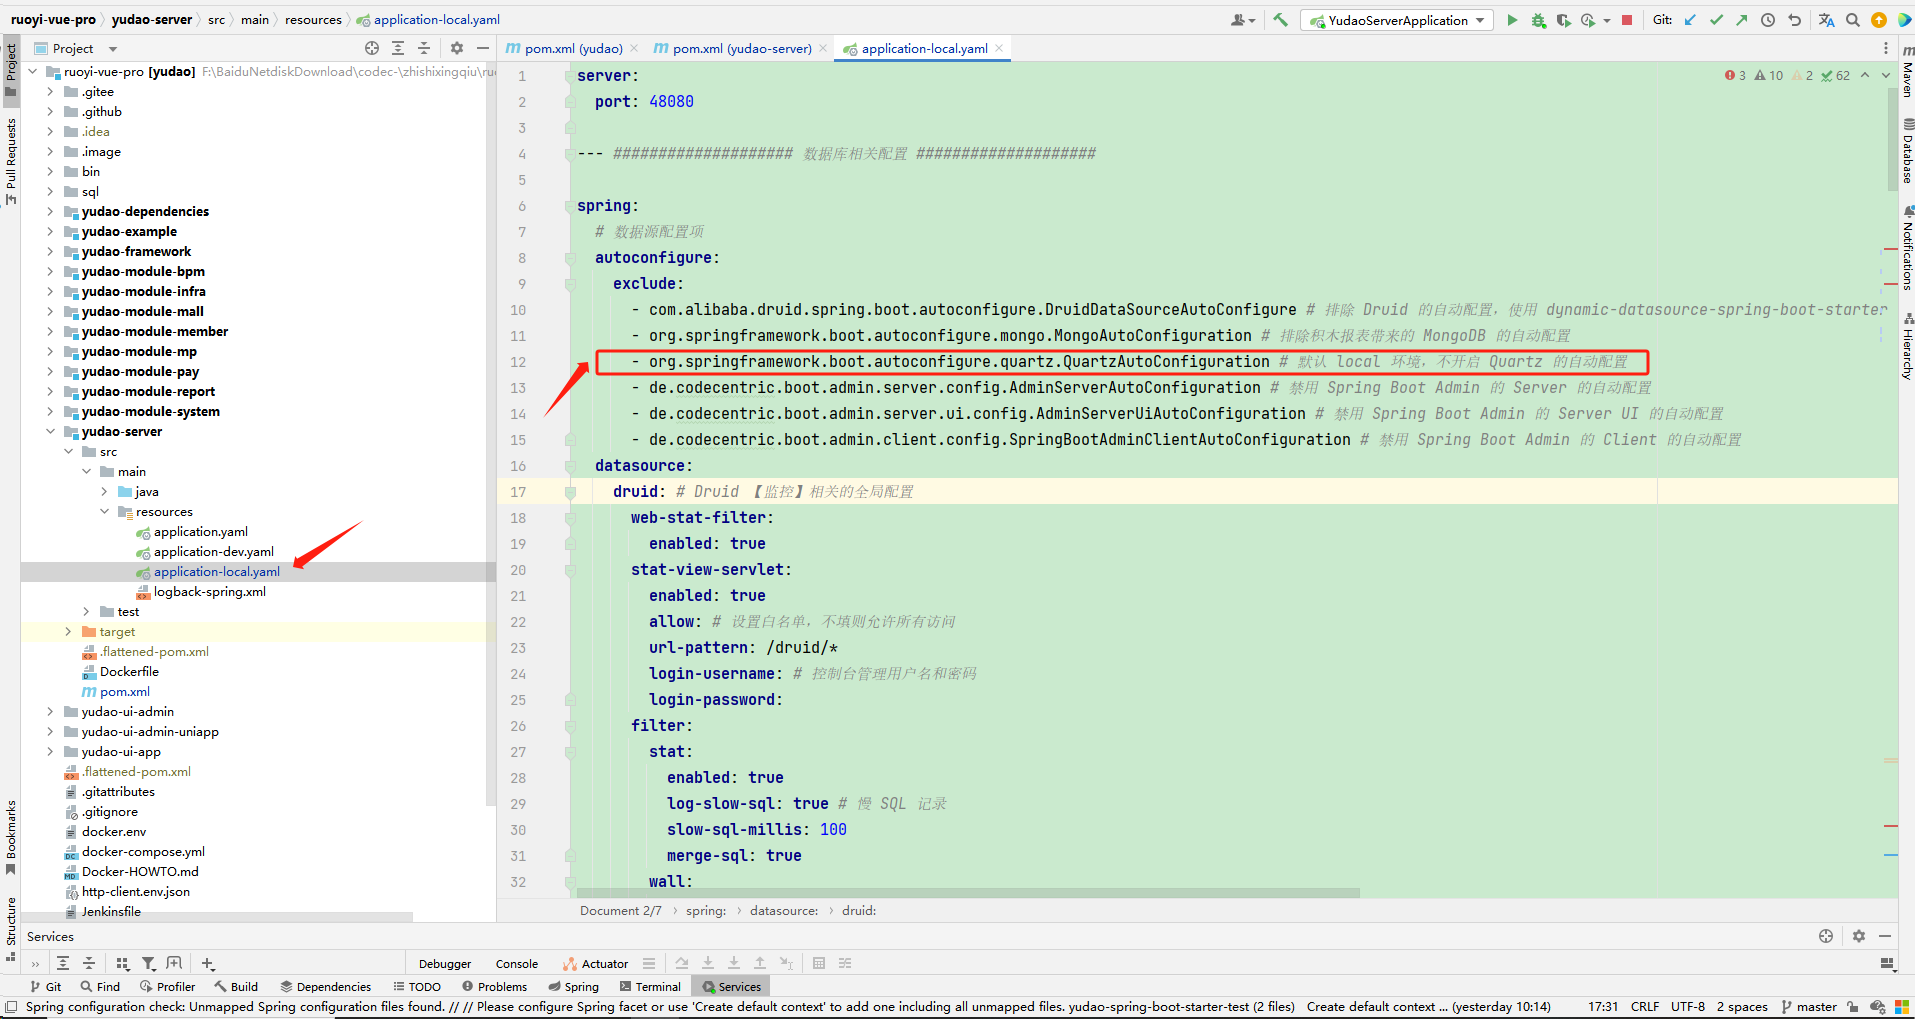 ruoyi-vue-pro yudao-server src main resources application-local.yaml
YudaoServerApplication Git:
Project
pom.xml (yudao) pom.xml (yudao-server) application-local.yaml
Project
Pull Requests
Bookmarks
Structure
ruoyi-vue-pro [yudao] F:\BaiduNetdiskDownload\codec-\zhishixingqiu\ruo
.gitee
.github
.idea
.image
bin
sql
yudao-dependencies
yudao-example
yudao-framework
yudao-module-bpm
yudao-module-infra
yudao-module-mall
yudao-module-member
yudao-module-mp
yudao-module-pay
yudao-module-report
yudao-module-system
yudao-server
src
main
java
resources
application.yaml
application-dev.yaml
application-local.yaml
logback-spring.xml
test
target
.flattened-pom.xml
Dockerfile
pom.xml
yudao-ui-admin
yudao-ui-admin-uniapp
yudao-ui-app
.flattened-pom.xml
.gitattributes
.gitignore
docker.env
docker-compose.yml
Docker-HOWTO.md
http-client.env.json
Jenkinsfile
3 10 2 62
1 server:
2 port: 48080
3
4 --- #################### 数据库相关配置 ####################
5
6 spring:
7 # 数据源配置项
8 autoconfigure:
9 exclude:
10 - com.alibaba.druid.spring.boot.autoconfigure.DruidDataSourceAutoConfigure # 排除 Druid 的自动配置，使用 dynamic-datasource-spring-boot-starter
11 - org.springframework.boot.autoconfigure.mongo.MongoAutoConfiguration # 排除积木报表带来的 MongoDB 的自动配置
12 - org.springframework.boot.autoconfigure.quartz.QuartzAutoConfiguration # 默认 local 环境，不开启 Quartz 的自动配置
13 - de.codecentric.boot.admin.server.config.AdminServerAutoConfiguration # 禁用 Spring Boot Admin 的 Server 的自动配置
14 - de.codecentric.boot.admin.server.ui.config.AdminServerUiAutoConfiguration # 禁用 Spring Boot Admin 的 Server UI 的自动配置
15 - de.codecentric.boot.admin.client.config.SpringBootAdminClientAutoConfiguration # 禁用 Spring Boot Admin 的 Client 的自动配置
16 datasource:
17 druid: # Druid 【监控】相关的全局配置
18 web-stat-filter:
19 enabled: true
20 stat-view-servlet:
21 enabled: true
22 allow: # 设置白名单，不填则允许所有访问
23 url-pattern: /druid/*
24 login-username: # 控制台管理用户名和密码
25 login-password:
26 filter:
27 stat:
28 enabled: true
29 log-slow-sql: true # 慢 SQL 记录
30 slow-sql-millis: 100
31 merge-sql: true
32 wall:
Document 2/7 spring: datasource: druid:
m
Maven
Database
Notifications
Hierarchy
Services
Debugger Console Actuator
Git Find Profiler Build Dependencies TODO Problems Spring Terminal Services
Spring configuration check: Unmapped Spring configuration files found. // // Please configure Spring facet or use 'Create default context' to add one including all unmapped files. yudao-spring-boot-starter-test (2 files) Create default context ... (yesterday 10:14) 17:31 CRLF UTF-8 2 spaces master